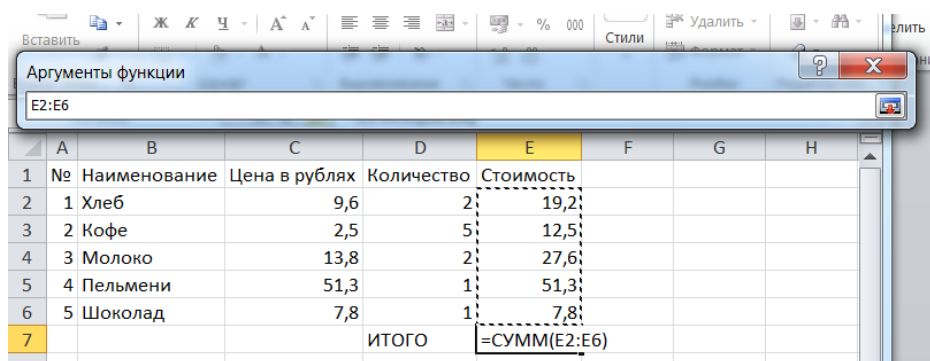 Ж К Ч А А % 000 Удалить
Вставить Стили
Аргументы функции
E2:E6
A B C D E F G H
1 № Наименование Цена в рублях Количество Стоимость
2 1 Хлеб 9,6 2 19,2
3 2 Кофе 2,5 5 12,5
4 3 Молоко 13,8 2 27,6
5 4 Пельмени 51,3 1 51,3
6 5 Шоколад 7,8 1 7,8
7 ИТОГО =СУММ(E2:E6)